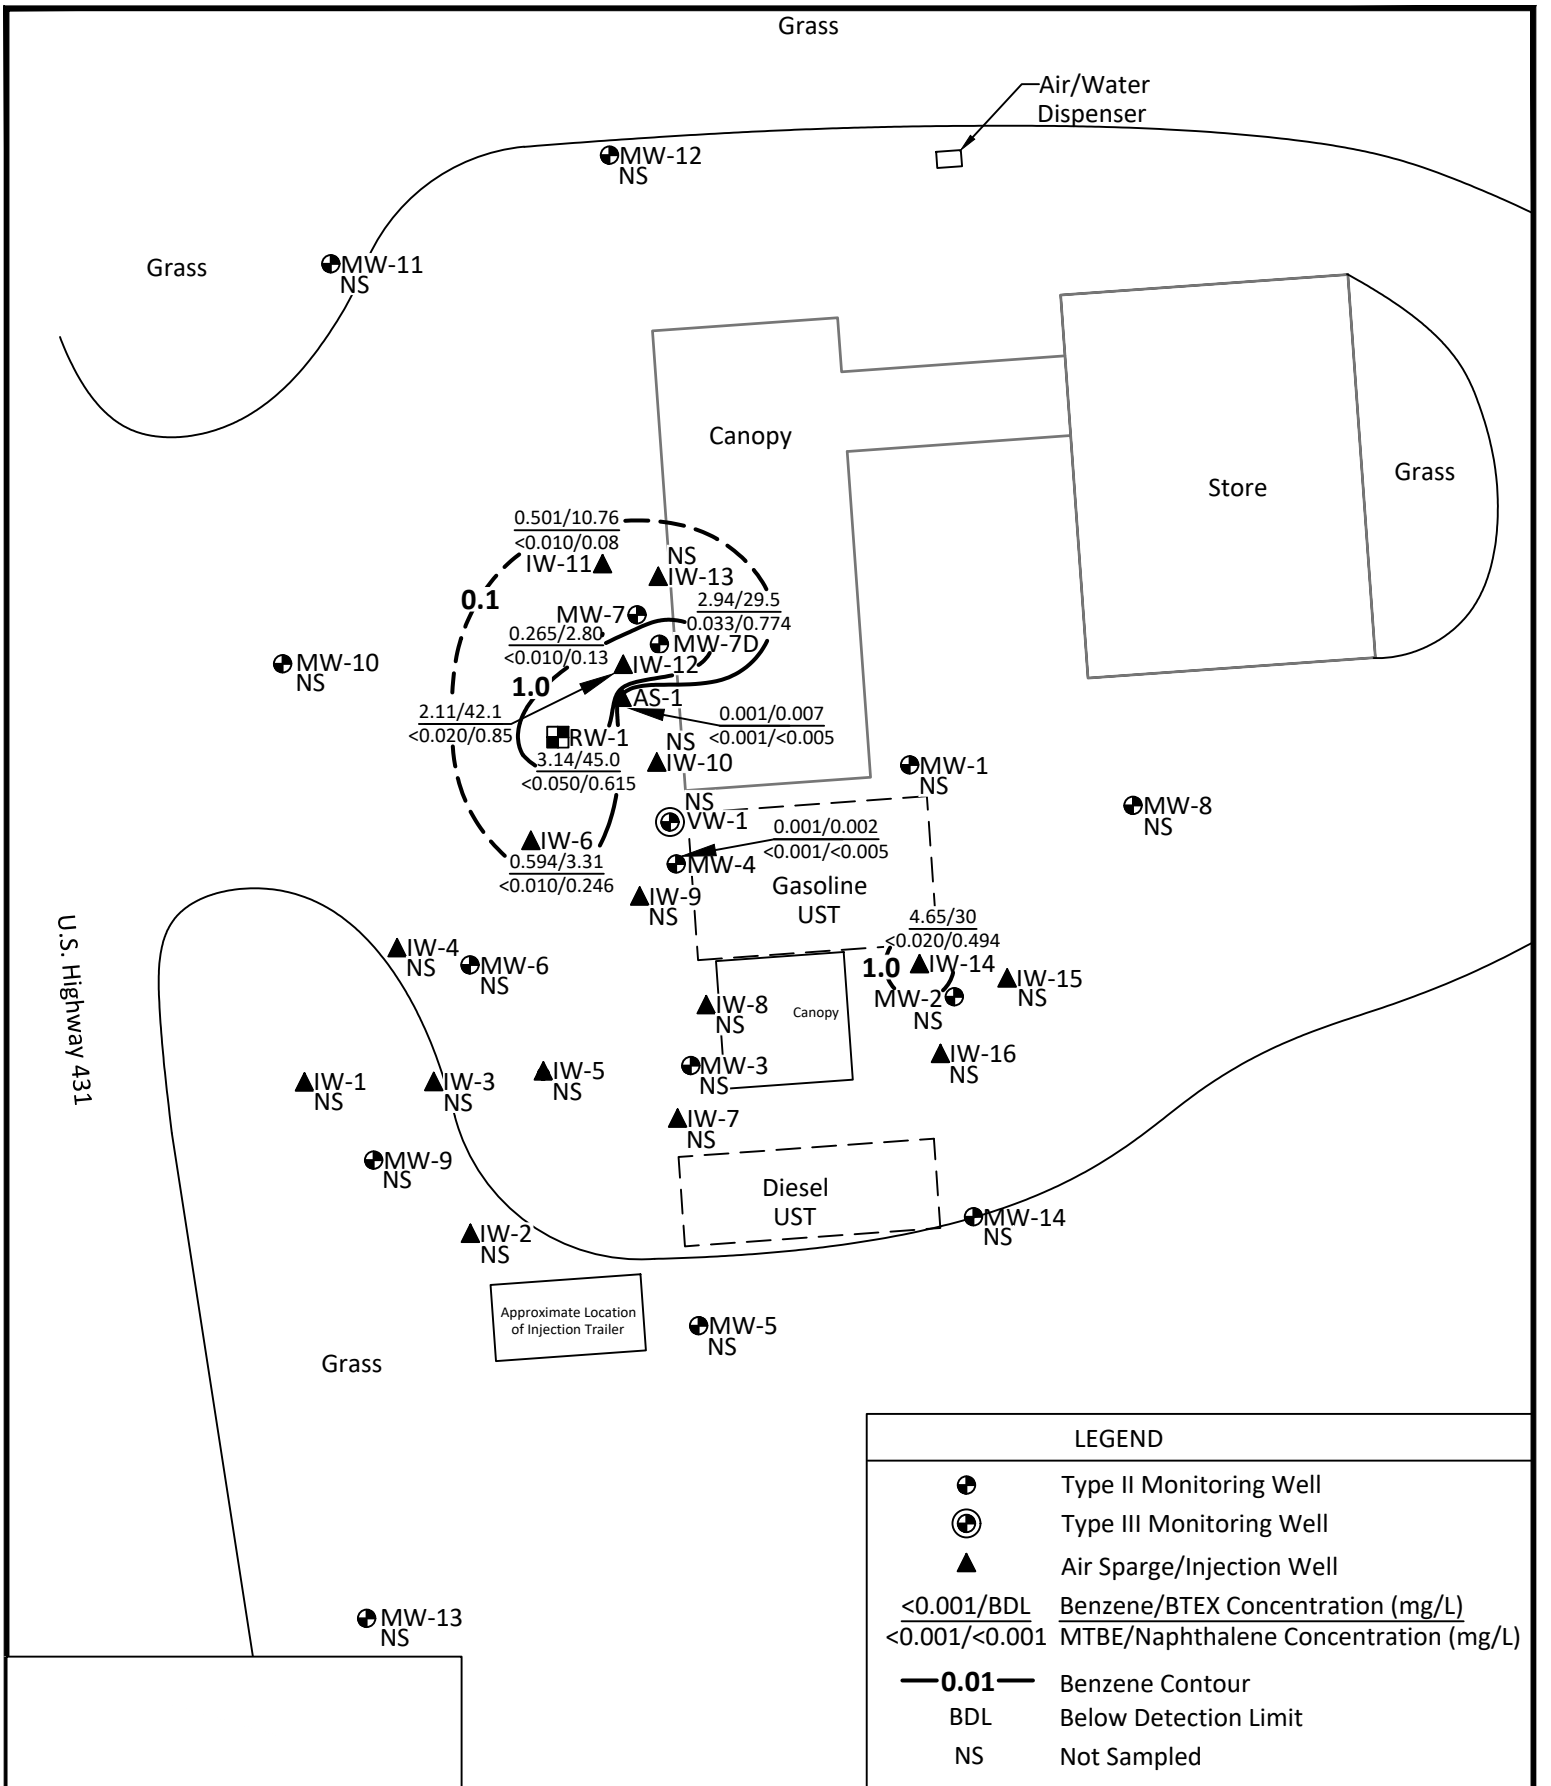 Grass
Air/Water
Dispenser
MW-12
NS
Grass
MW-11
NS
Canopy
Store
Grass
0.501/10.76
<0.010/0.08
IW-11
NS
IW-13
0.1
2.94/29.5
0.033/0.774
MW-7
0.265/2.80
<0.010/0.13
MW-7D
IW-12
MW-10
NS
1.0
AS-1
2.11/42.1
<0.020/0.85
0.001/0.007
<0.001/<0.005
RW-1
3.14/45.0
<0.050/0.615
NS
IW-10
MW-1
NS
MW-8
NS
NS
VW-1
0.001/0.002
<0.001/<0.005
IW-6
0.594/3.31
<0.010/0.246
MW-4
Gasoline
UST
IW-9
NS
4.65/30
<0.020/0.494
U.S. Highway 431
IW-4
NS
MW-6
NS
1.0
IW-14
IW-15
NS
MW-2
NS
IW-8
NS
Canopy
IW-16
NS
IW-1
NS
IW-3
NS
IW-5
NS
MW-3
NS
IW-7
NS
MW-9
NS
Diesel
UST
MW-14
NS
IW-2
NS
Approximate Location
of Injection Trailer
MW-5
NS
Grass
MW-13
NS
LEGEND
Type II Monitoring Well
Type III Monitoring Well
Air Sparge/Injection Well
<0.001/BDL Benzene/BTEX Concentration (mg/L)
<0.001/<0.001 MTBE/Naphthalene Concentration (mg/L)
0.01 Benzene Contour
BDL Below Detection Limit
NS Not Sampled